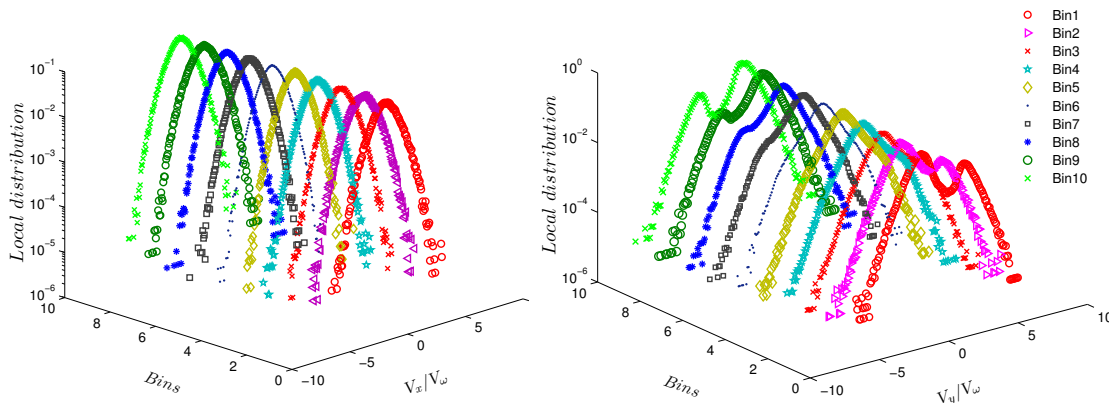 Local distribution
10^-1
10^-2
10^-3
10^-4
10^-5
10^-6
10
8
6
4
2
0
Bins
-10
-5
0
5
V_x/V_ω
Local distribution
10^0
10^-2
10^-4
10^-6
10
8
6
4
2
0
Bins
-10
-5
0
5
10
V_y/V_ω
Bin1
Bin2
Bin3
Bin4
Bin5
Bin6
Bin7
Bin8
Bin9
Bin10